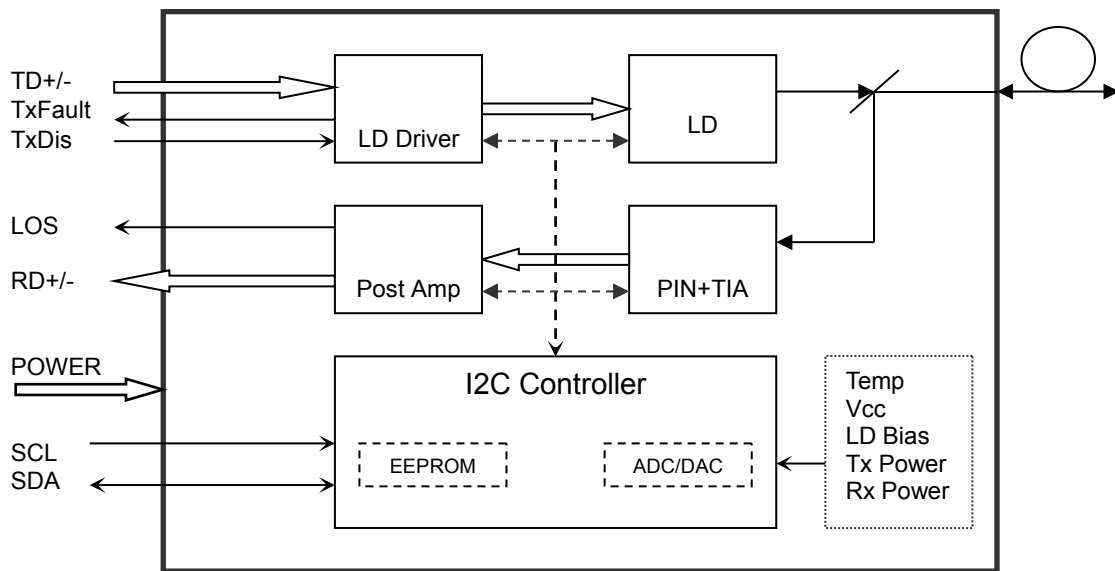 TD+/-
TxFault
TxDis
LD Driver
LD
LOS
RD+/-
Post Amp
PIN+TIA
POWER
I2C Controller
SCL
SDA
EEPROM
ADC/DAC
Temp
Vcc
LD Bias
Tx Power
Rx Power